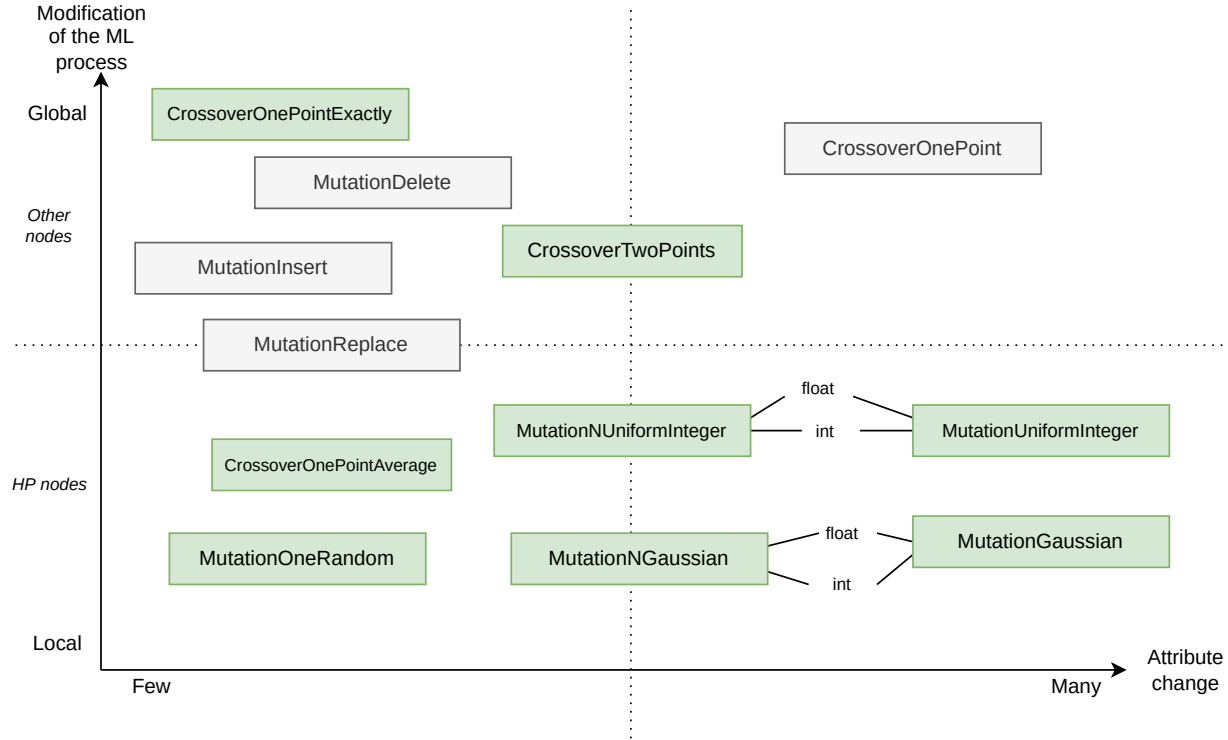 Modification
of the ML
process
Global
CrossoverOnePointExactly
CrossoverOnePoint
MutationDelete
Other
nodes
CrossoverTwoPoints
MutationInsert
MutationReplace
float
MutationNUniformInteger
int
MutationUniformInteger
CrossoverOnePointAverage
HP nodes
float
MutationGaussian
MutationOneRandom
MutationNGaussian
int
Local
Few
Many
Attribute
change